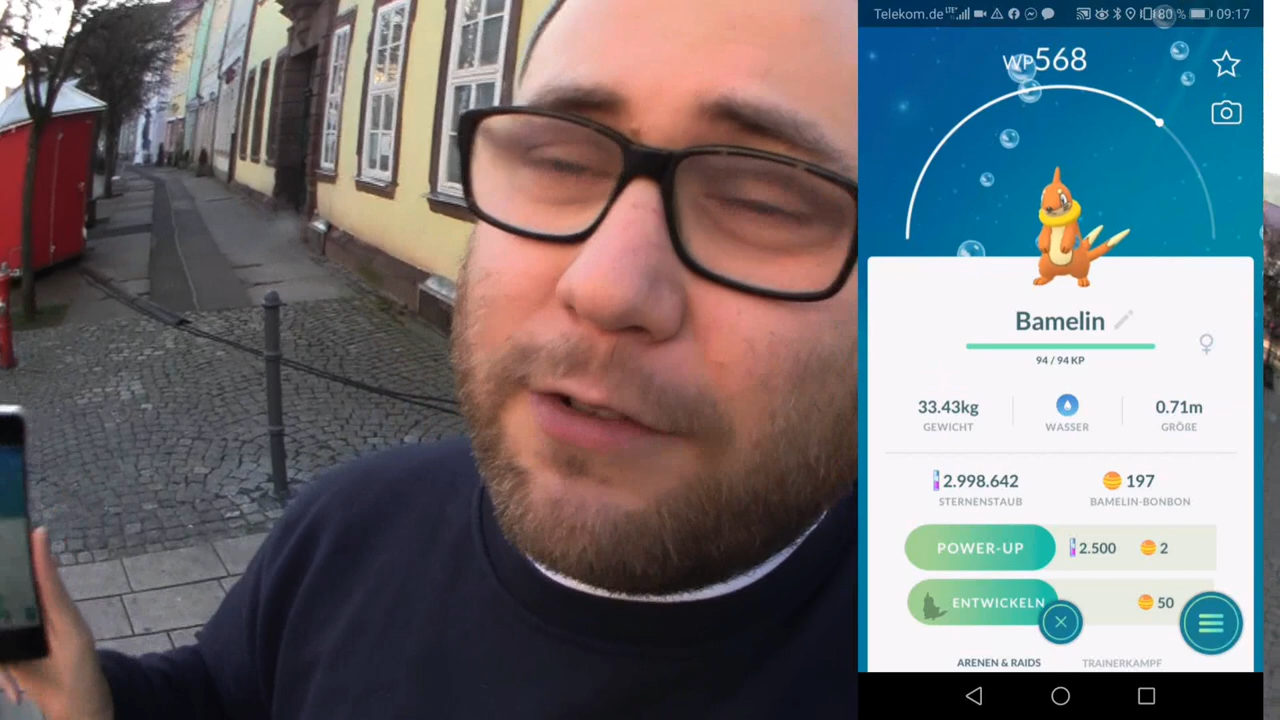 Telekom.de LTE 80 % 09:17
WP568
Bamelin
94 / 94 KP
33.43kg
GEWICHT
WASSER
0.71m
GRÖßE
2.998.642
STERNENSTAUB
197
BAMELIN-BONBON
POWER-UP 2.500 2
ENTWICKELN 50
ARENEN & RAIDS TRAINERKAMPF